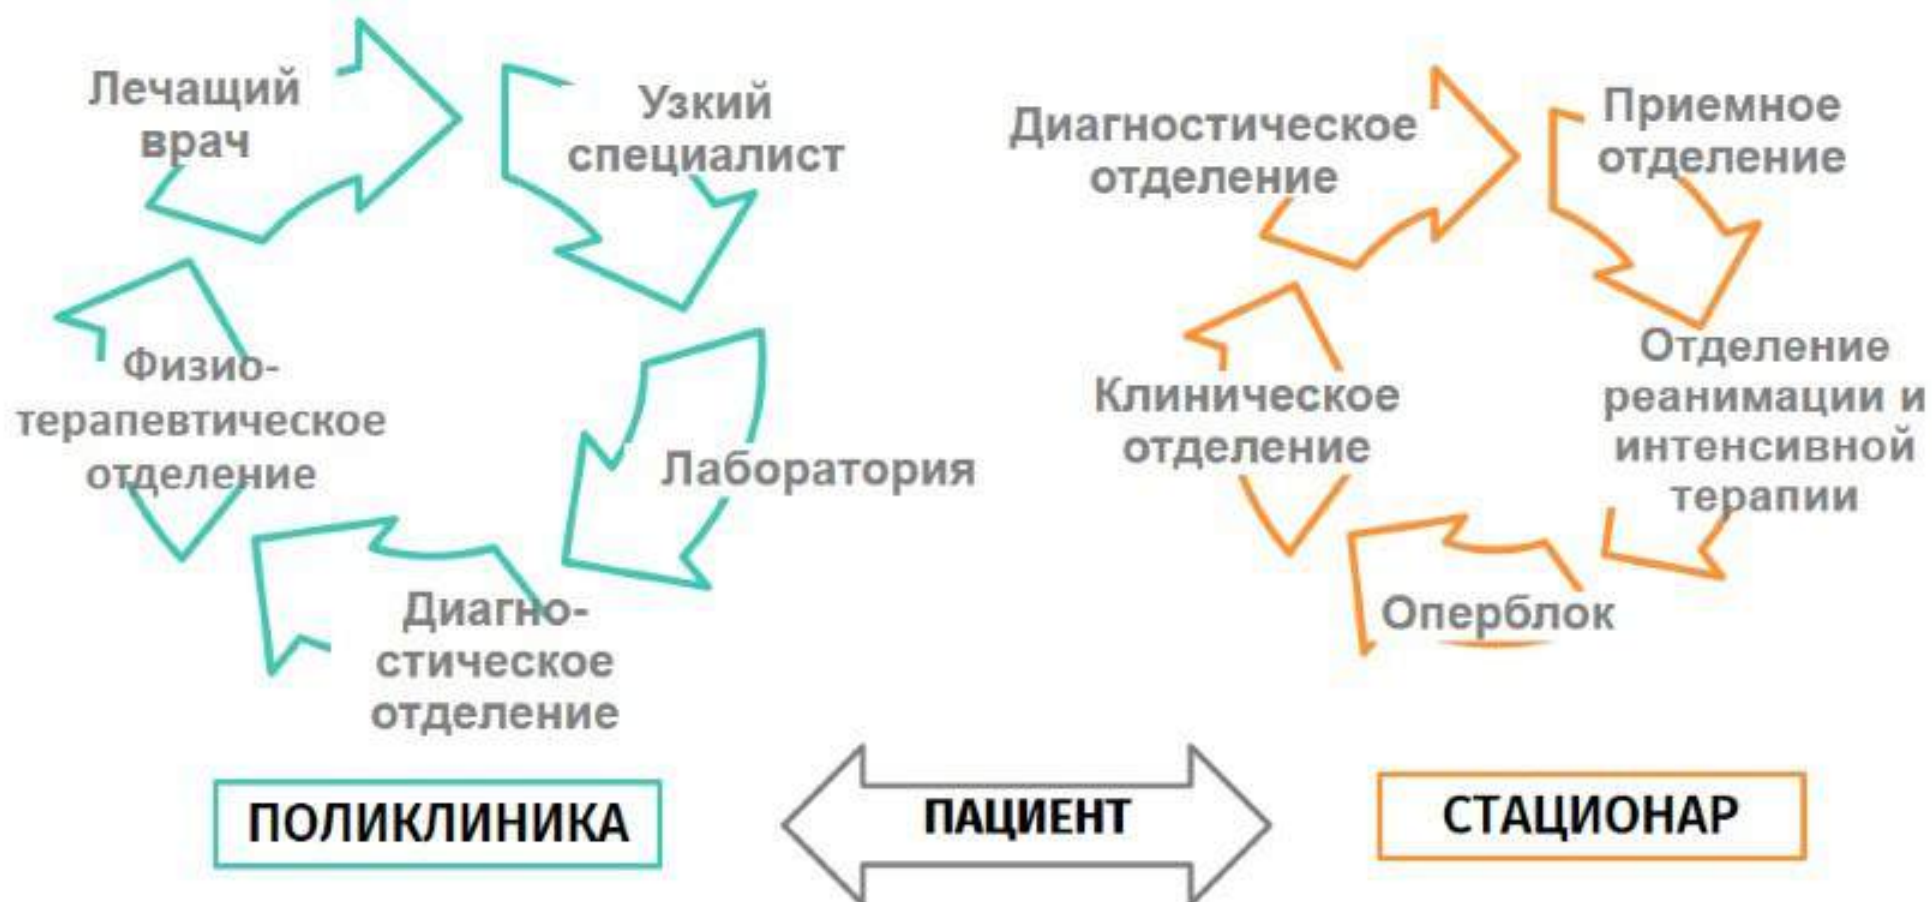 Лечащий
врач
Узкий
специалист
Лаборатория
Диагно-
стическое
отделение
Физио-
терапевтическое
отделение
ПОЛИКЛИНИКА
ПАЦИЕНТ
Диагностическое
отделение
Приемное
отделение
Отделение
реанимации и
интенсивной
терапии
Оперблок
Клиническое
отделение
СТАЦИОНАР